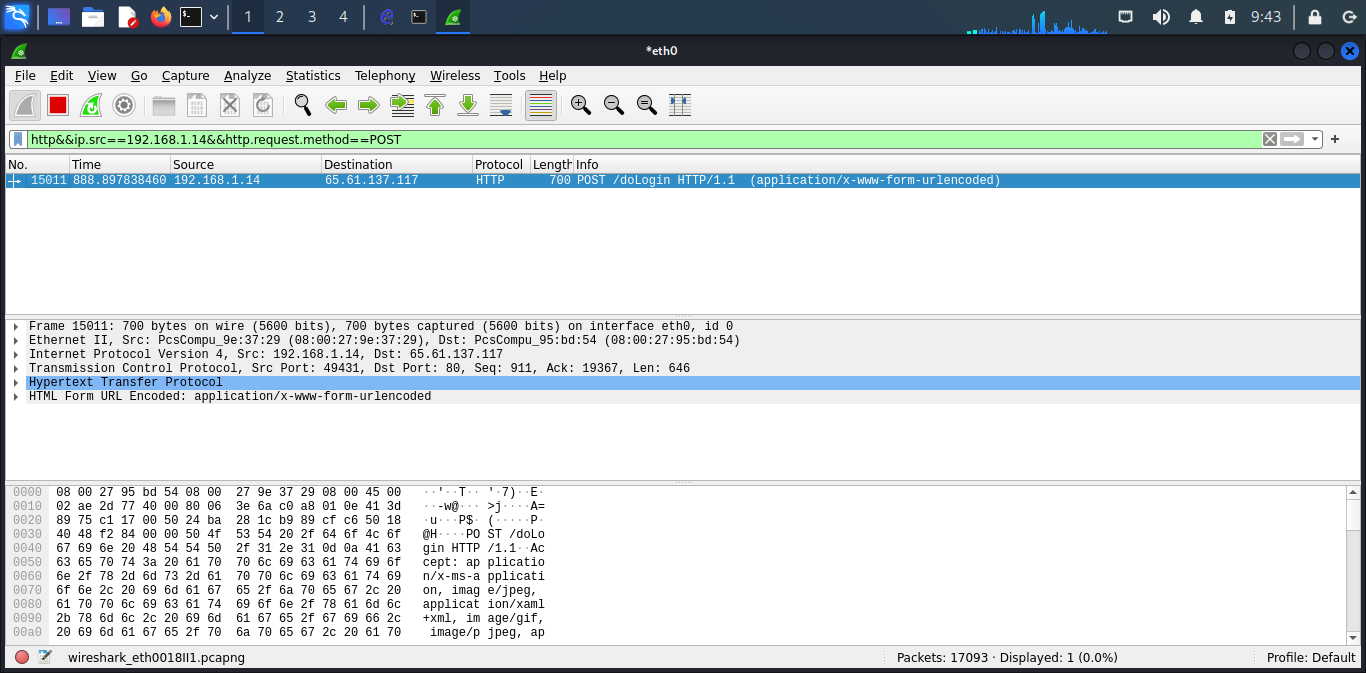 1 2 3 4 9:43
*eth0
File Edit View Go Capture Analyze Statistics Telephony Wireless Tools Help
http&&ip.src==192.168.1.14&&http.request.method==POST
No. Time Source Destination Protocol Length Info
15011 888.897838460 192.168.1.14 65.61.137.117 HTTP 700 POST /doLogin HTTP/1.1 (application/x-www-form-urlencoded)
Frame 15011: 700 bytes on wire (5600 bits), 700 bytes captured (5600 bits) on interface eth0, id 0
Ethernet II, Src: PcsCompu_9e:37:29 (08:00:27:9e:37:29), Dst: PcsCompu_95:bd:54 (08:00:27:95:bd:54)
Internet Protocol Version 4, Src: 192.168.1.14, Dst: 65.61.137.117
Transmission Control Protocol, Src Port: 49431, Dst Port: 80, Seq: 911, Ack: 19367, Len: 646
Hypertext Transfer Protocol
HTML Form URL Encoded: application/x-www-form-urlencoded
0000 08 00 27 95 bd 54 08 00 27 9e 37 29 08 00 45 00 ··'··T·· '·7)··E·
0010 02 ae 2d 77 40 00 80 06 3e 6a c0 a8 01 0e 41 3d ··-w@··· >j····A=
0020 89 75 c1 17 00 50 24 ba 28 1c b9 89 cf c6 50 18 ·u···P$· (·····P·
0030 40 48 f2 84 00 00 50 4f 53 54 20 2f 64 6f 4c 6f @H····PO ST /doLo
0040 67 69 6e 20 48 54 54 50 2f 31 2e 31 0d 0a 41 63 gin HTTP /1.1··Ac
0050 63 65 70 74 3a 20 61 70 70 6c 69 63 61 74 69 6f cept: ap plicatio
0060 6e 2f 78 2d 6d 73 2d 61 70 70 6c 69 63 61 74 69 n/x-ms-a pplicati
0070 6f 6e 2c 20 69 6d 61 67 65 2f 6a 70 65 67 2c 20 on, imag e/jpeg,
0080 61 70 70 6c 69 63 61 74 69 6f 6e 2f 78 61 6d 6c applicat ion/xaml
0090 2b 78 6d 6c 2c 20 69 6d 61 67 65 2f 67 69 66 2c +xml, im age/gif,
00a0 20 69 6d 61 67 65 2f 70 6a 70 65 67 2c 20 61 70 image/p jpeg, ap
wireshark_eth0018II1.pcapng Packets: 17093 · Displayed: 1 (0.0%) Profile: Default